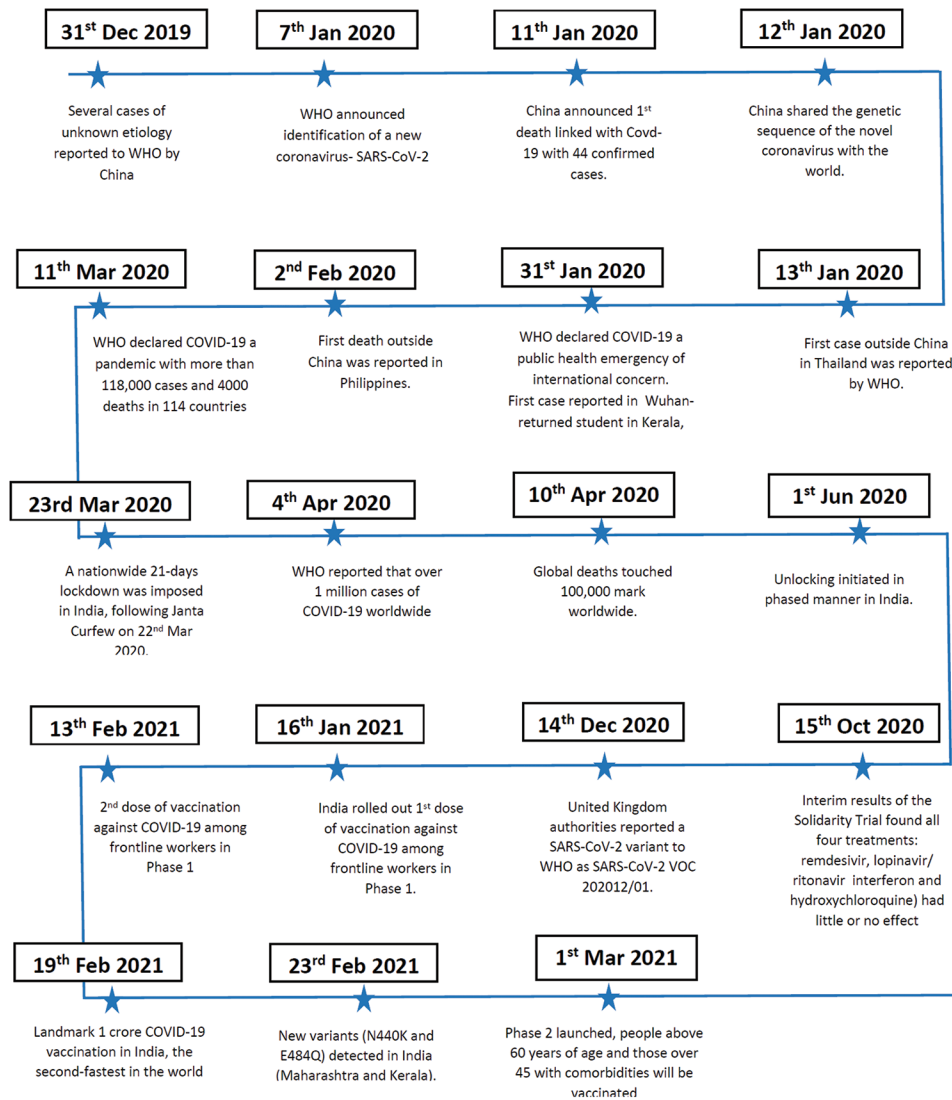 31st Dec 2019
Several cases of
unknown etiology
reported to WHO by
China
7th Jan 2020
WHO announced
identification of a new
coronavirus- SARS-CoV-2
11th Jan 2020
China announced 1st
death linked with Covd-
19 with 44 confirmed
cases.
12th Jan 2020
China shared the genetic
sequence of the novel
coronavirus with the
world.
13th Jan 2020
First case outside China
in Thailand was reported
by WHO.
31st Jan 2020
WHO declared COVID-19 a
public health emergency of
international concern.
First case reported in Wuhan-
returned student in Kerala,
2nd Feb 2020
First death outside
China was reported in
Philippines.
11th Mar 2020
WHO declared COVID-19 a
pandemic with more than
118,000 cases and 4000
deaths in 114 countries
23rd Mar 2020
A nationwide 21-days
lockdown was imposed
in India, following Janta
Curfew on 22nd Mar
2020.
4th Apr 2020
WHO reported that over
1 million cases of
COVID-19 worldwide
10th Apr 2020
Global deaths touched
100,000 mark
worldwide.
1st Jun 2020
Unlocking initiated in
phased manner in India.
15th Oct 2020
Interim results of the
Solidarity Trial found all
four treatments:
remdesivir, lopinavir/
ritonavir interferon and
hydroxychloroquine) had
little or no effect
14th Dec 2020
United Kingdom
authorities reported a
SARS-CoV-2 variant to
WHO as SARS-CoV-2 VOC
202012/01.
16th Jan 2021
India rolled out 1st dose
of vaccination against
COVID-19 among
frontline workers in
Phase 1.
13th Feb 2021
2nd dose of vaccination
against COVID-19 among
frontline workers in
Phase 1
19th Feb 2021
Landmark 1 crore COVID-19
vaccination in India, the
second-fastest in the world
23rd Feb 2021
New variants (N440K and
E484Q) detected in India
(Maharashtra and Kerala).
1st Mar 2021
Phase 2 launched, people above
60 years of age and those over
45 with comorbidities will be
vaccinated